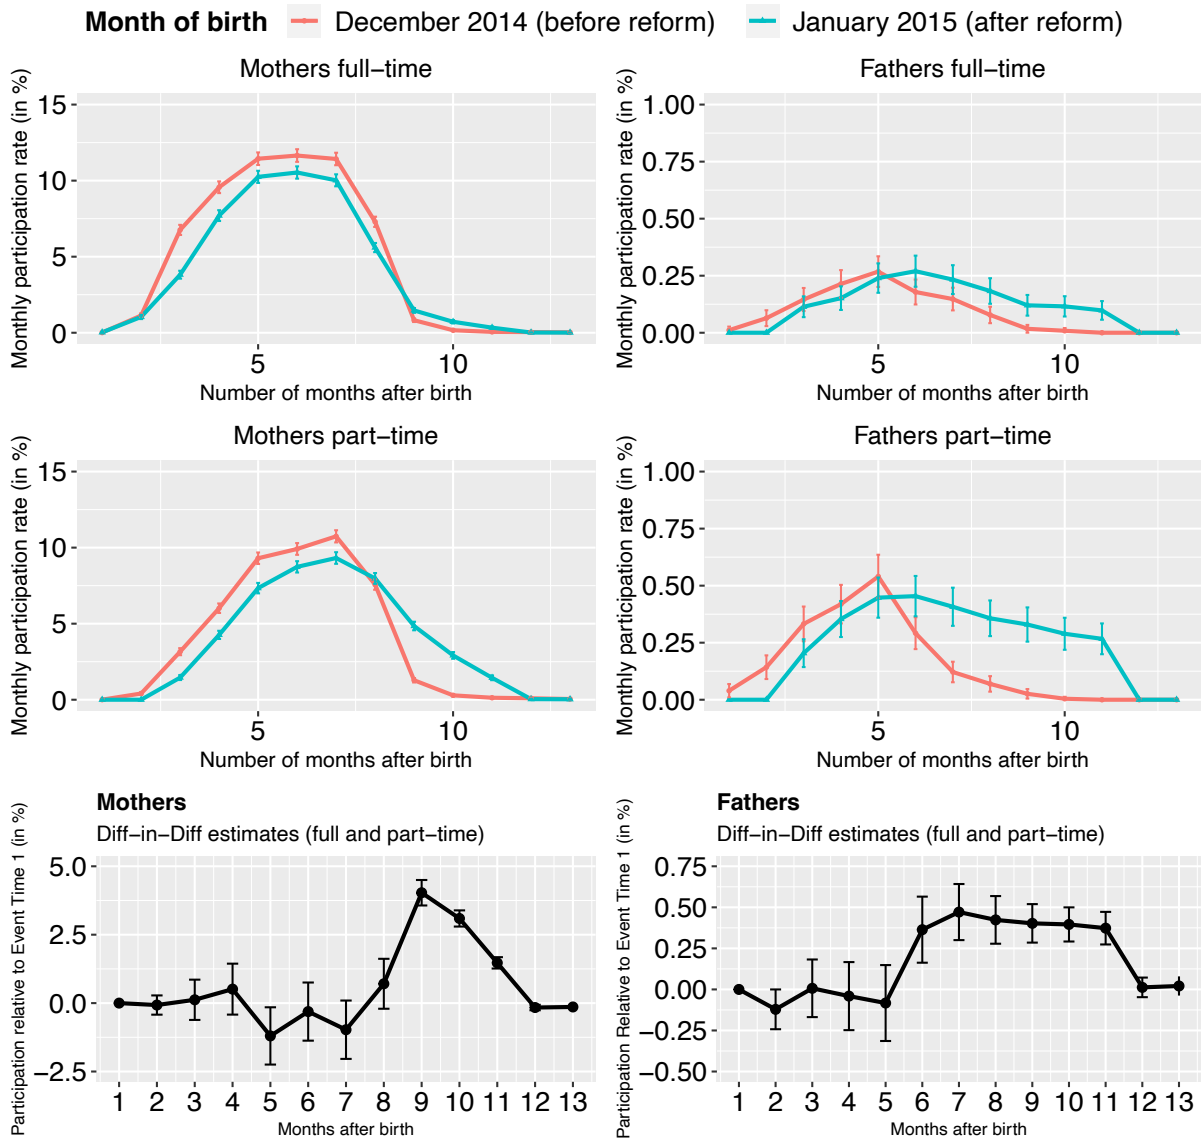 Month of birth December 2014 (before reform) January 2015 (after reform)
Mothers full−time
Monthly participation rate (in %)
15
10
5
0
5 10
Number of months after birth
Fathers full−time
Monthly participation rate (in %)
1.00
0.75
0.50
0.25
0.00
5 10
Number of months after birth
Mothers part−time
Monthly participation rate (in %)
15
10
5
0
5 10
Number of months after birth
Fathers part−time
Monthly participation rate (in %)
1.00
0.75
0.50
0.25
0.00
5 10
Number of months after birth
Mothers
Diff−in−Diff estimates (full and part−time)
Participation relative to Event Time 1 (in %)
5.0
2.5
0.0
−2.5
1 2 3 4 5 6 7 8 9 10 11 12 13
Months after birth
Fathers
Diff−in−Diff estimates (full and part−time)
Participation Relative to Event Time 1 (in %)
0.75
0.50
0.25
0.00
−0.25
−0.50
1 2 3 4 5 6 7 8 9 10 11 12 13
Months after birth